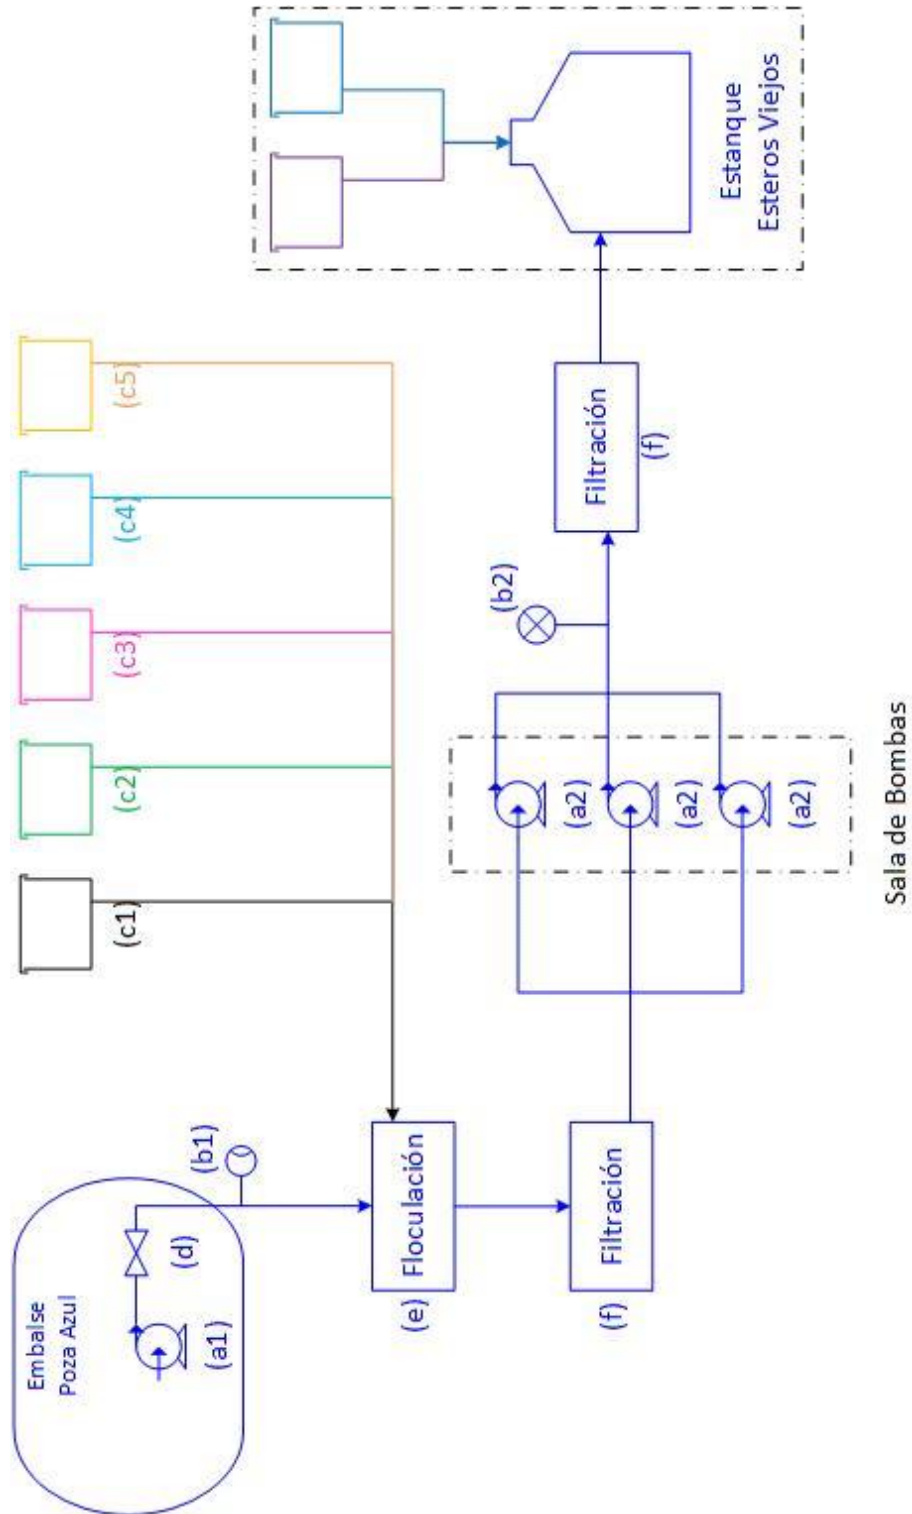 Embalse
Poza Azul
(a1)
(d)
(b1)
(c1)
(c2)
(c3)
(c4)
(c5)
(e)
Floculación
(f)
Filtración
(a2)
(a2)
(a2)
Sala de Bombas
(b2)
Filtración
(f)
Estanque
Esteros Viejos